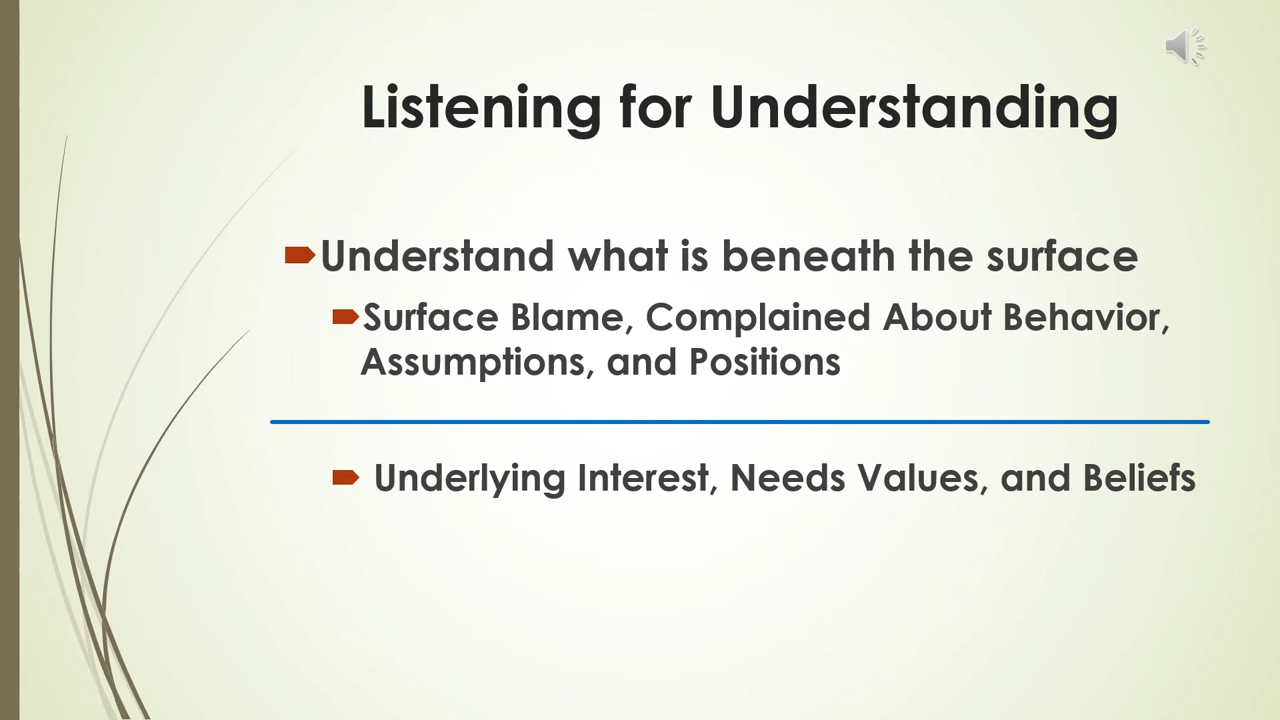 Listening for Understanding
Understand what is beneath the surface
Surface Blame, Complained About Behavior,
Assumptions, and Positions
Underlying Interest, Needs Values, and Beliefs